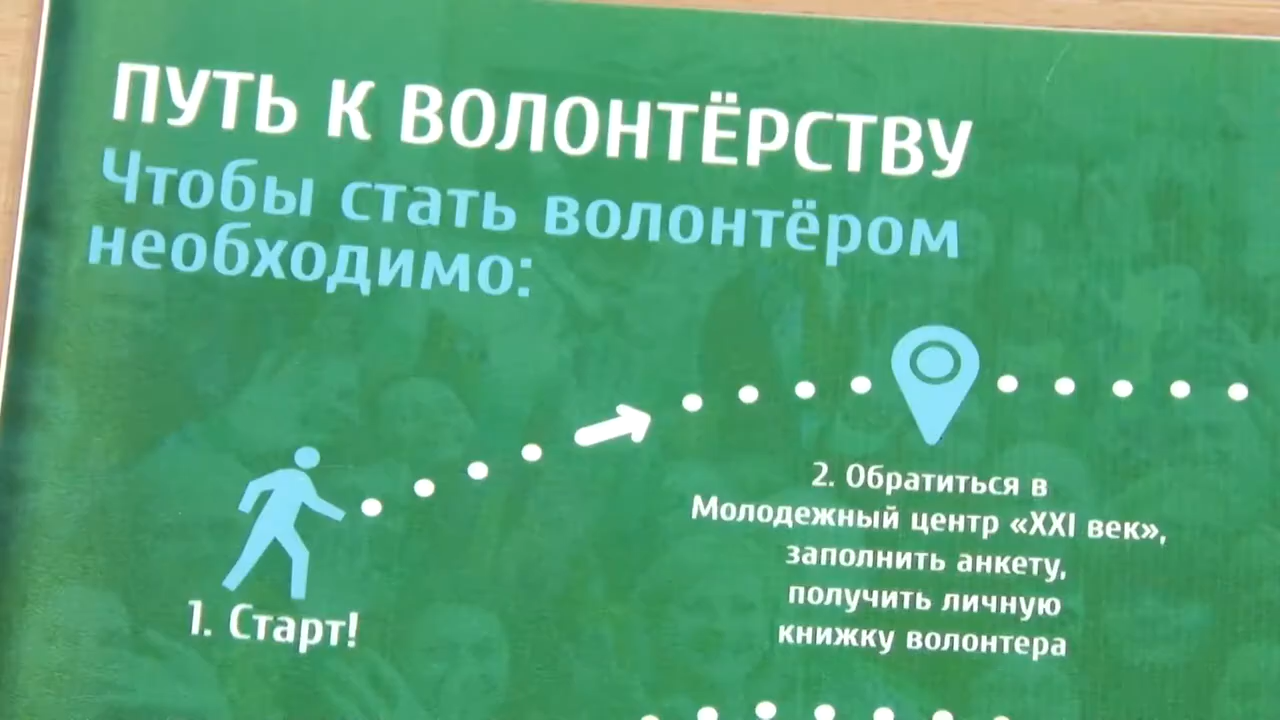 ПУТЬ К ВОЛОНТЁРСТВУ
Чтобы стать волонтёром
необходимо:
1. Старт!
2. Обратиться в
Молодежный центр «XXI век»,
заполнить анкету,
получить личную
книжку волонтера